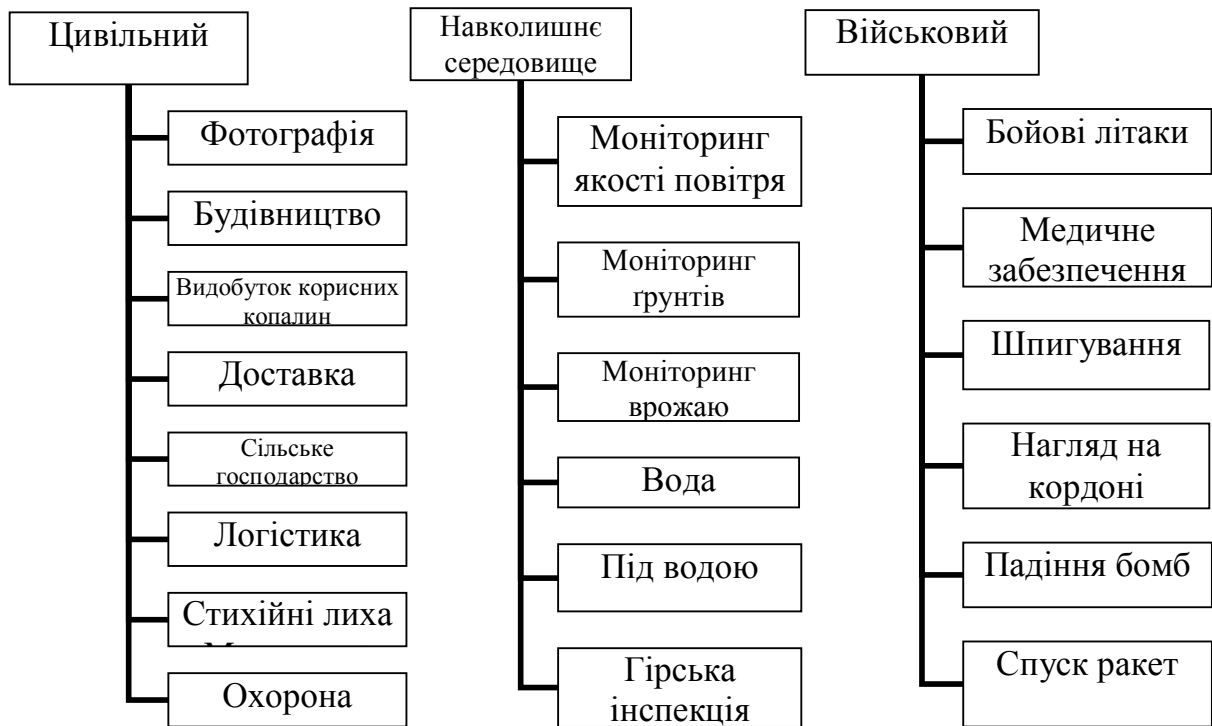 Цивільний
Фотографія
Будівництво
Видобуток корисних
копалин
Доставка
Сільське
господарство
Логістика
Стихійні лиха
Охорона
Навколишнє
середовище
Моніторинг
якості повітря
Моніторинг
ґрунтів
Моніторинг
врожаю
Вода
Під водою
Гірська
інспекція
Військовий
Бойові літаки
Медичне
забезпечення
Шпигування
Нагляд на
кордоні
Падіння бомб
Спуск ракет